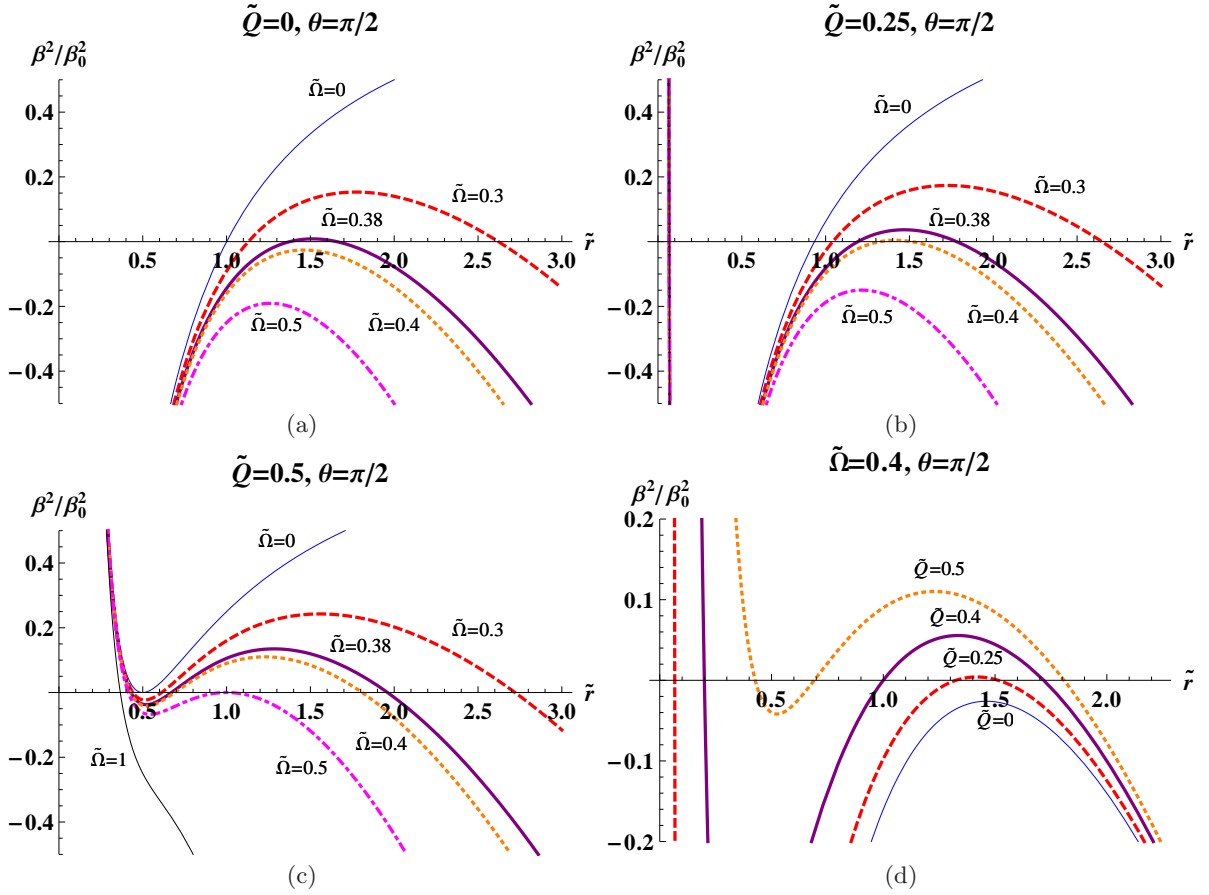 Q̃=0, θ=π/2
β²/β₀²
0.4
0.2
−0.2
−0.4
0.5
1.0
1.5
2.0
2.5
3.0
r̃
Ω̃=0
Ω̃=0.3
Ω̃=0.38
Ω̃=0.4
Ω̃=0.5
(a)
Q̃=0.25, θ=π/2
β²/β₀²
0.4
0.2
−0.2
−0.4
0.5
1.0
1.5
2.0
2.5
3.0
r̃
Ω̃=0
Ω̃=0.3
Ω̃=0.38
Ω̃=0.4
Ω̃=0.5
(b)
Q̃=0.5, θ=π/2
β²/β₀²
0.4
0.2
−0.2
−0.4
0.5
1.0
1.5
2.0
2.5
3.0
r̃
Ω̃=0
Ω̃=0.3
Ω̃=0.38
Ω̃=0.4
Ω̃=0.5
Ω̃=1
(c)
Ω̃=0.4, θ=π/2
β²/β₀²
0.2
0.1
−0.1
−0.2
0.5
1.0
1.5
2.0
r̃
Q̃=0.5
Q̃=0.4
Q̃=0.25
Q̃=0
(d)